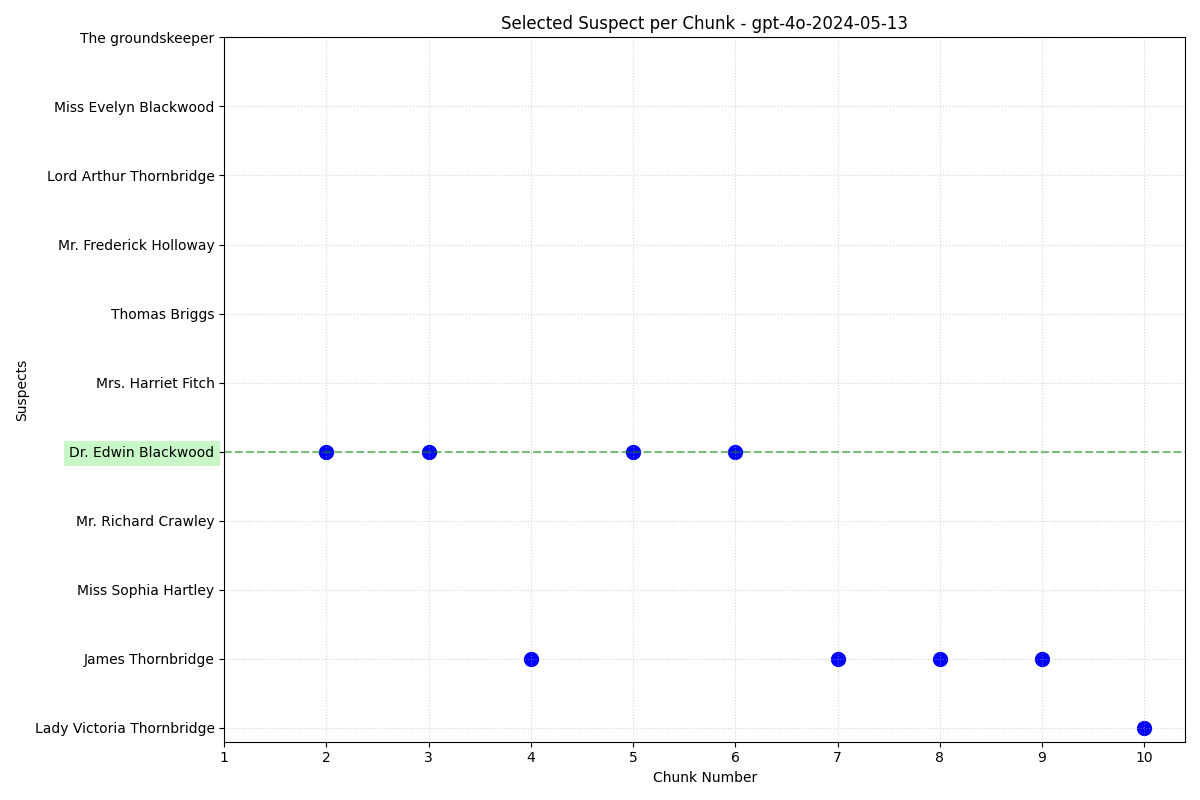 Selected Suspect per Chunk - gpt-4o-2024-05-13
The groundskeeper
Miss Evelyn Blackwood
Lord Arthur Thornbridge
Mr. Frederick Holloway
Thomas Briggs
Mrs. Harriet Fitch
Dr. Edwin Blackwood
Mr. Richard Crawley
Miss Sophia Hartley
James Thornbridge
Lady Victoria Thornbridge
Suspects
1 2 3 4 5 6 7 8 9 10
Chunk Number